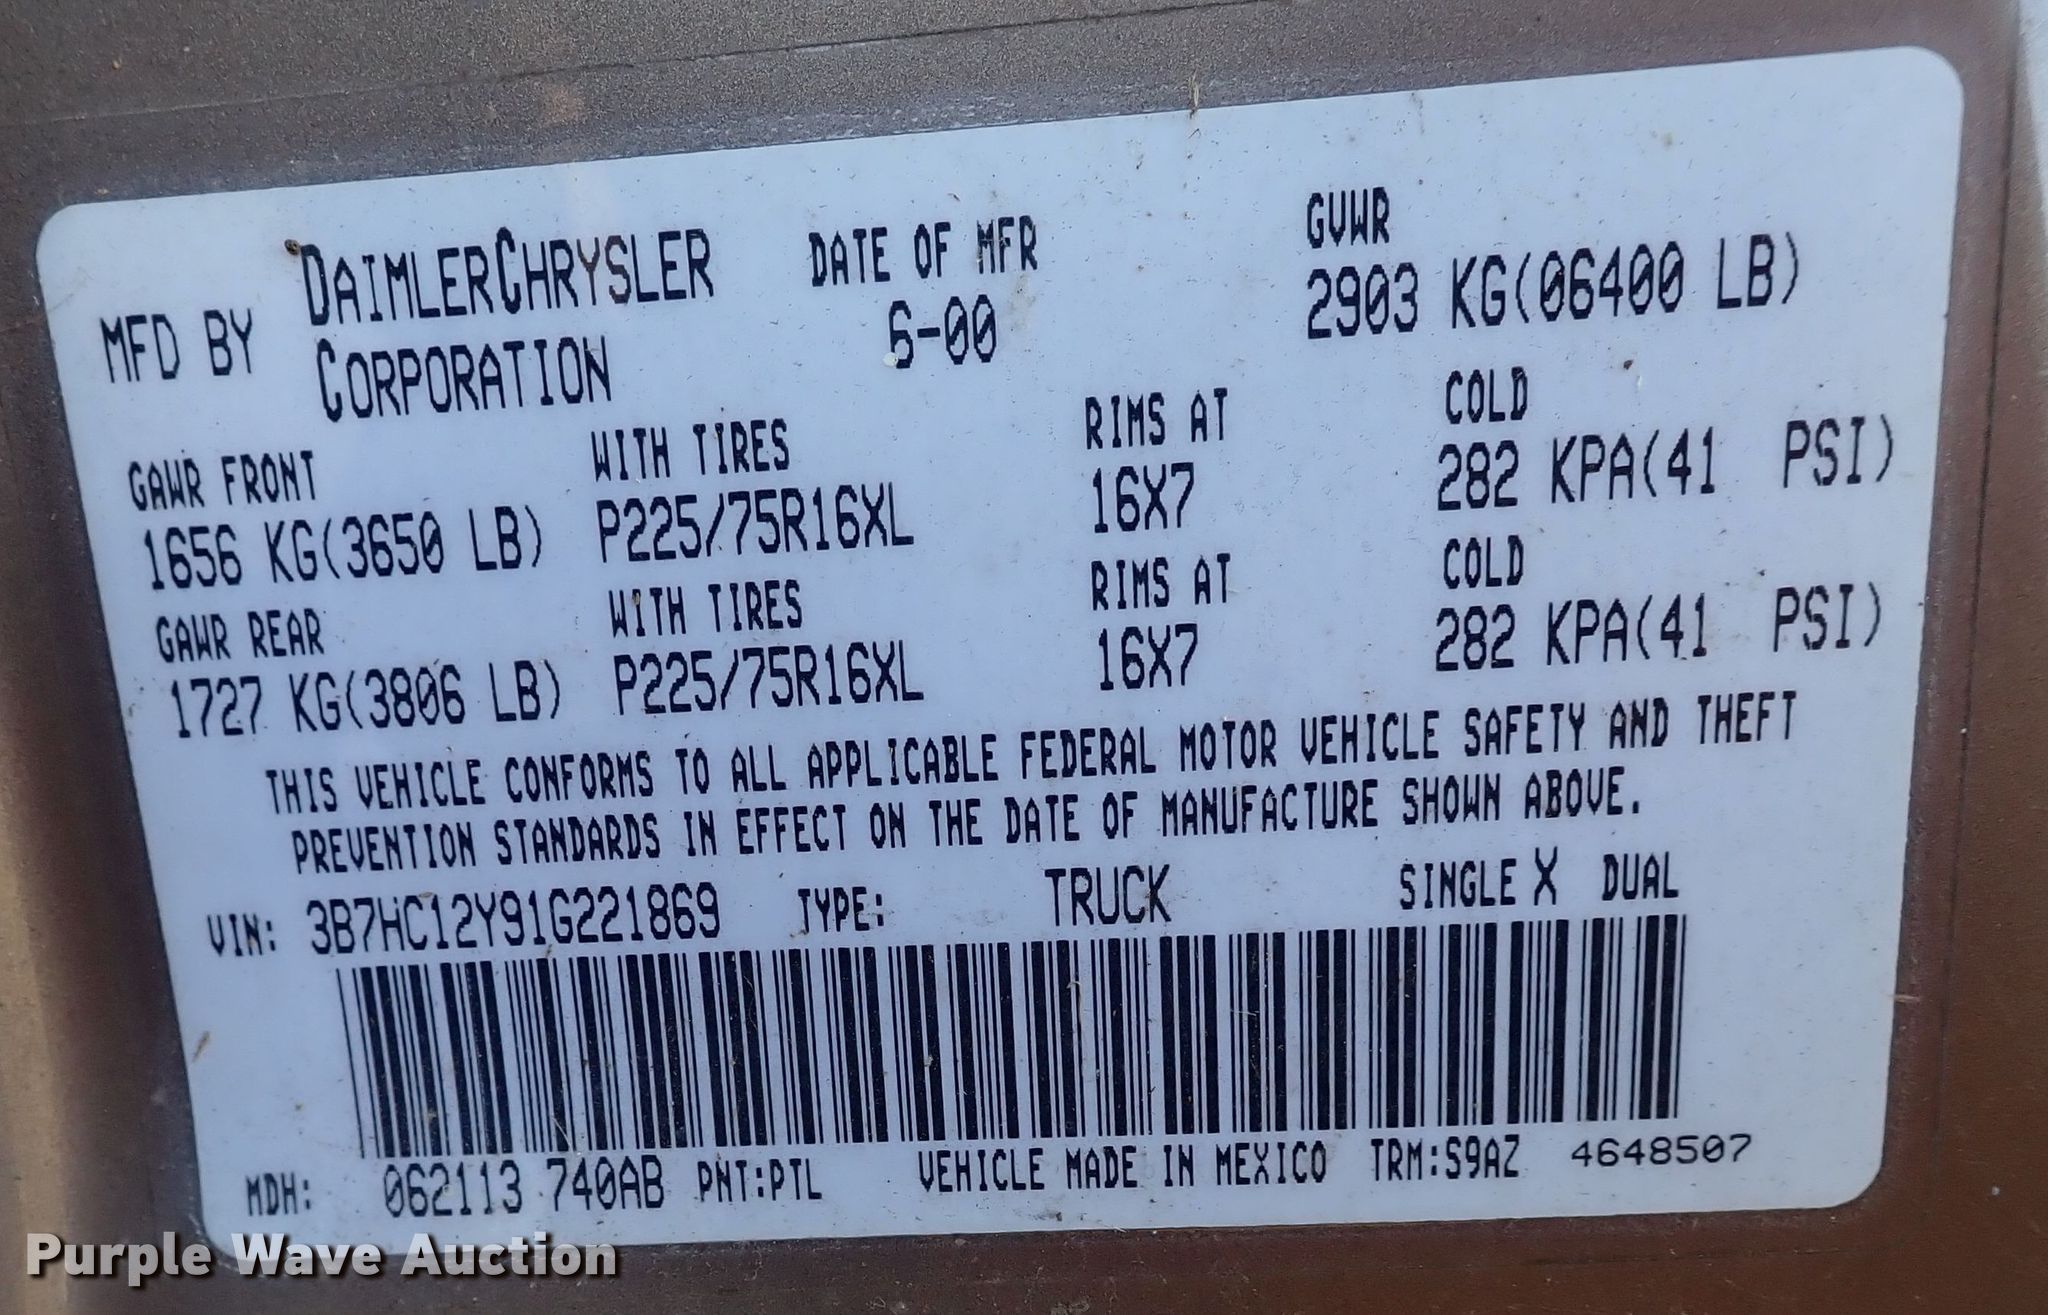 MFD BY DAIMLERCHRYSLER CORPORATION
DATE OF MFR
6-00
GVWR
2903 KG(06400 LB)
GAWR FRONT WITH TIRES RIMS AT COLD
1656 KG(3650 LB) P225/75R16XL 16X7 282 KPA(41 PSI)
GAWR REAR WITH TIRES RIMS AT COLD
1727 KG(3806 LB) P225/75R16XL 16X7 282 KPA(41 PSI)
THIS VEHICLE CONFORMS TO ALL APPLICABLE FEDERAL MOTOR VEHICLE SAFETY AND THEFT
PREVENTION STANDARDS IN EFFECT ON THE DATE OF MANUFACTURE SHOWN ABOVE.
VIN: 3B7HC12Y91G221869 TYPE: TRUCK SINGLE X DUAL
MDH: 062113 740AB PNT:PTL VEHICLE MADE IN MEXICO TRM:S9AZ 4648507
Purple Wave Auction